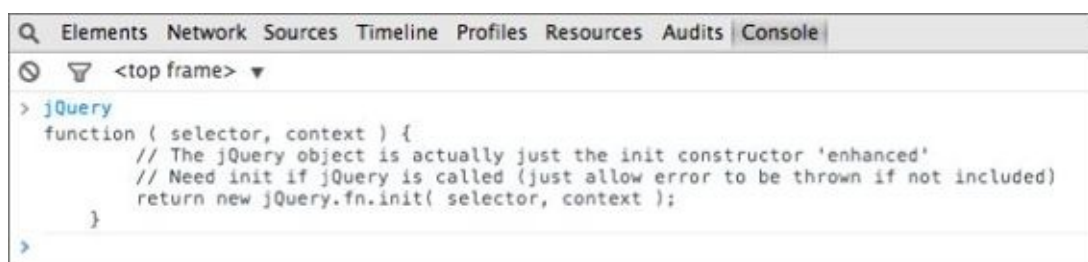 Elements Network Sources Timeline Profiles Resources Audits Console
<top frame> ▼
> jQuery
function ( selector, context ) {
        // The jQuery object is actually just the init constructor 'enhanced'
        // Need init if jQuery is called (just allow error to be thrown if not included)
        return new jQuery.fn.init( selector, context );
    }
>